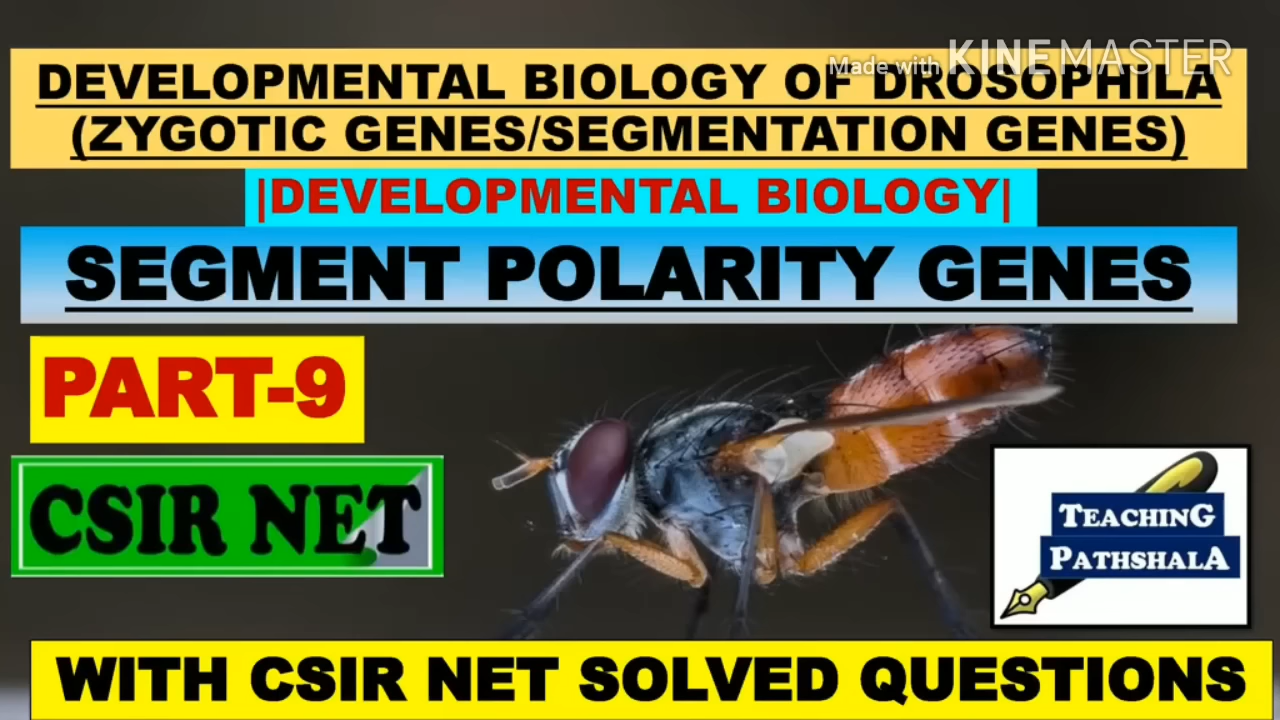 Made with KINEMASTER
DEVELOPMENTAL BIOLOGY OF DROSOPHILA
(ZYGOTIC GENES/SEGMENTATION GENES)
|DEVELOPMENTAL BIOLOGY|
SEGMENT POLARITY GENES
PART-9
CSIR NET
TEACHING
PATHSHALA
WITH CSIR NET SOLVED QUESTIONS